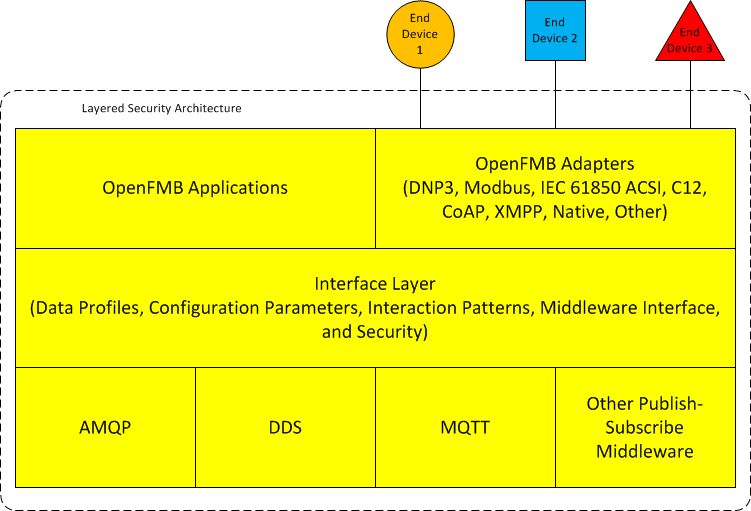 End
Device
1
End
Device 2
End
Device 3
Layered Security Architecture
OpenFMB Applications
OpenFMB Adapters
(DNP3, Modbus, IEC 61850 ACSI, C12,
CoAP, XMPP, Native, Other)
Interface Layer
(Data Profiles, Configuration Parameters, Interaction Patterns, Middleware Interface,
and Security)
AMQP
DDS
MQTT
Other Publish-
Subscribe
Middleware